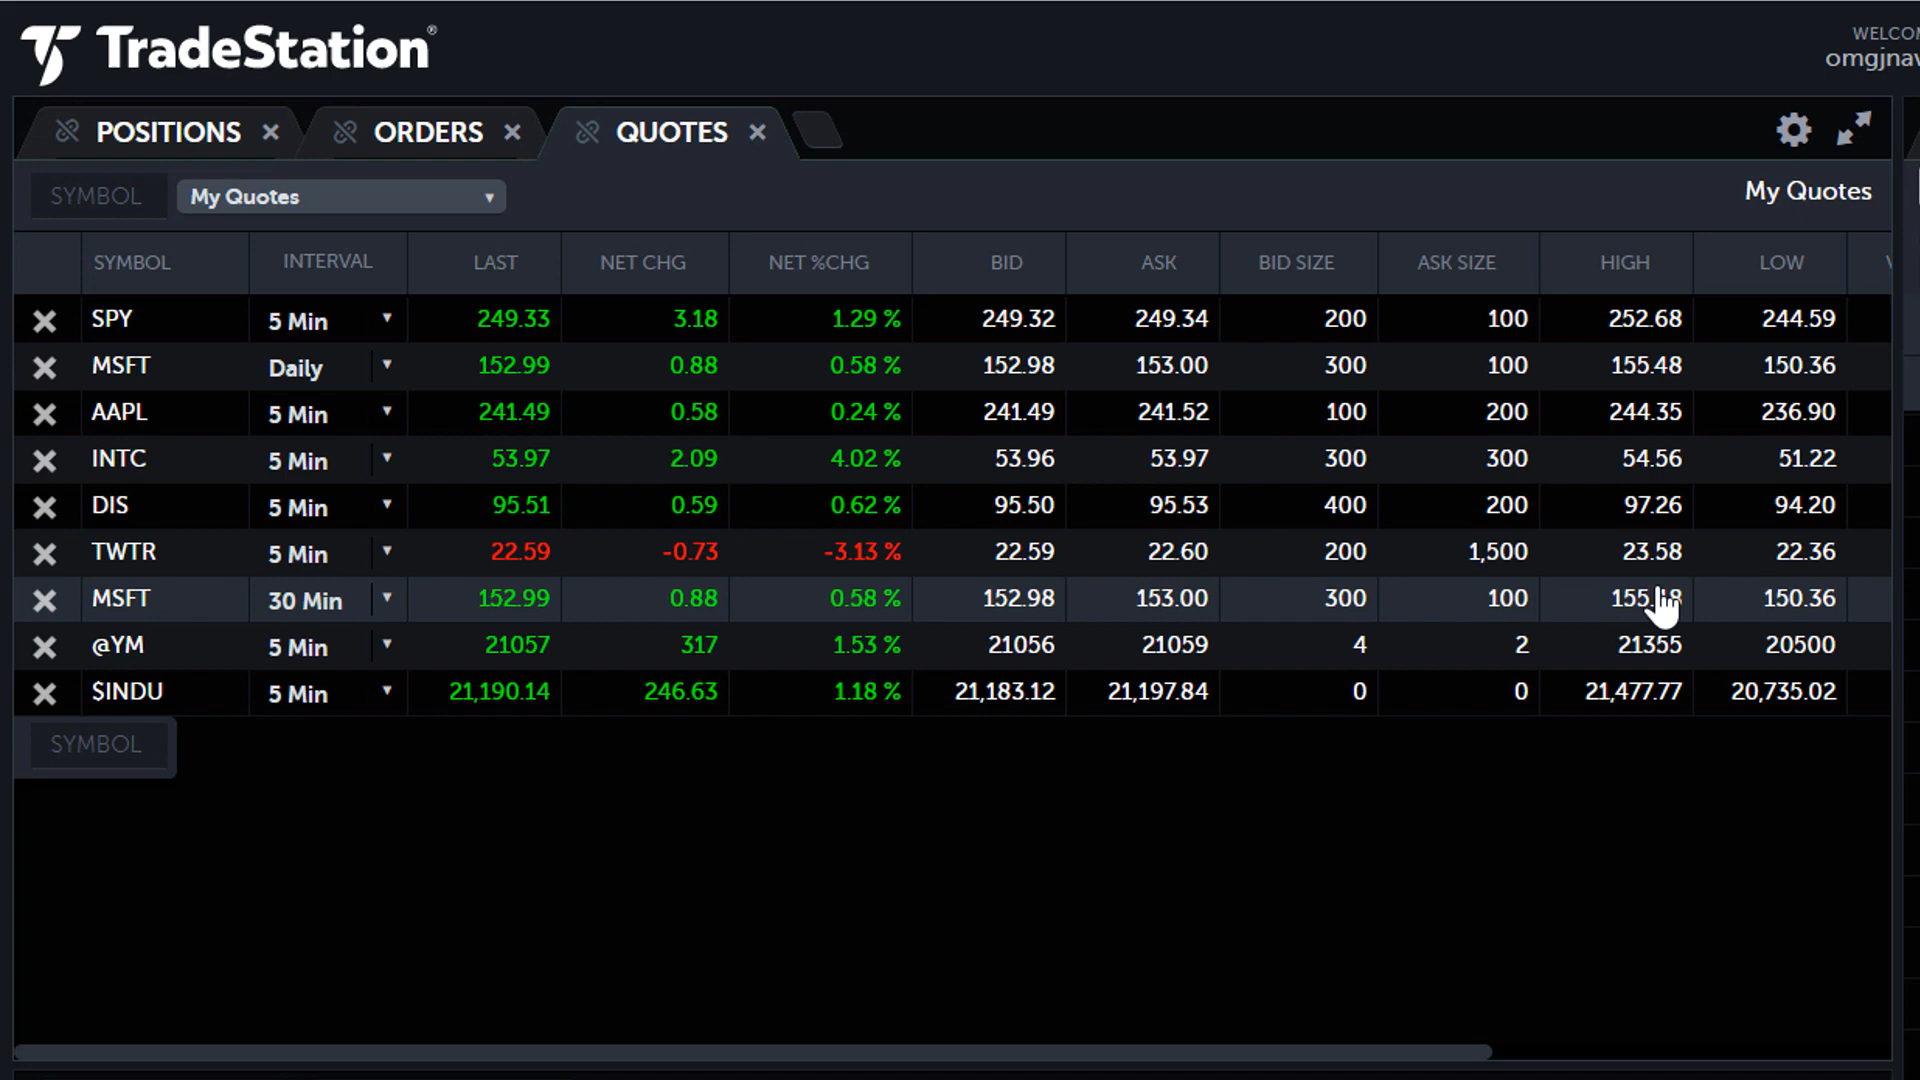 TradeStation®
WELCOM
omgjnav
POSITIONS ORDERS QUOTES
SYMBOL My Quotes My Quotes
SYMBOL INTERVAL LAST NET CHG NET %CHG BID ASK BID SIZE ASK SIZE HIGH LOW
SPY 5 Min 249.33 3.18 1.29 % 249.32 249.34 200 100 252.68 244.59
MSFT Daily 152.99 0.88 0.58 % 152.98 153.00 300 100 155.48 150.36
AAPL 5 Min 241.49 0.58 0.24 % 241.49 241.52 100 200 244.35 236.90
INTC 5 Min 53.97 2.09 4.02 % 53.96 53.97 300 300 54.56 51.22
DIS 5 Min 95.51 0.59 0.62 % 95.50 95.53 400 200 97.26 94.20
TWTR 5 Min 22.59 -0.73 -3.13 % 22.59 22.60 200 1,500 23.58 22.36
MSFT 30 Min 152.99 0.88 0.58 % 152.98 153.00 300 100 150.36
@YM 5 Min 21057 317 1.53 % 21056 21059 4 2 21355 20500
$INDU 5 Min 21,190.14 246.63 1.18 % 21,183.12 21,197.84 0 0 21,477.77 20,735.02
SYMBOL